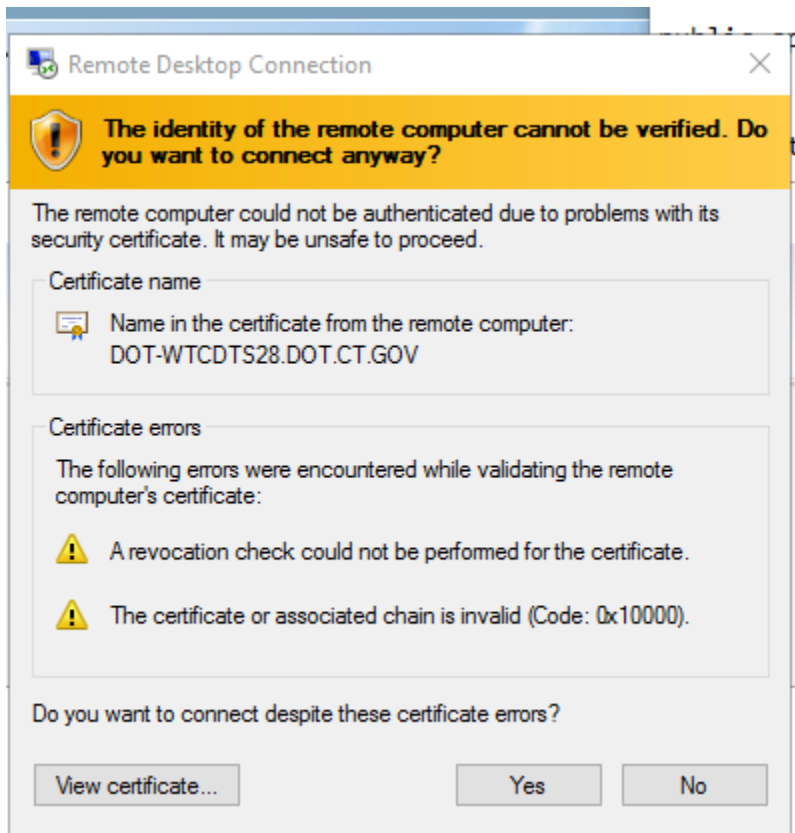 Remote Desktop Connection
The identity of the remote computer cannot be verified. Do
you want to connect anyway?
The remote computer could not be authenticated due to problems with its
security certificate. It may be unsafe to proceed.
Certificate name
Name in the certificate from the remote computer:
DOT-WTCDTS28.DOT.CT.GOV
Certificate errors
The following errors were encountered while validating the remote
computer's certificate:
A revocation check could not be performed for the certificate.
The certificate or associated chain is invalid (Code: 0x10000).
Do you want to connect despite these certificate errors?
View certificate...
Yes
No